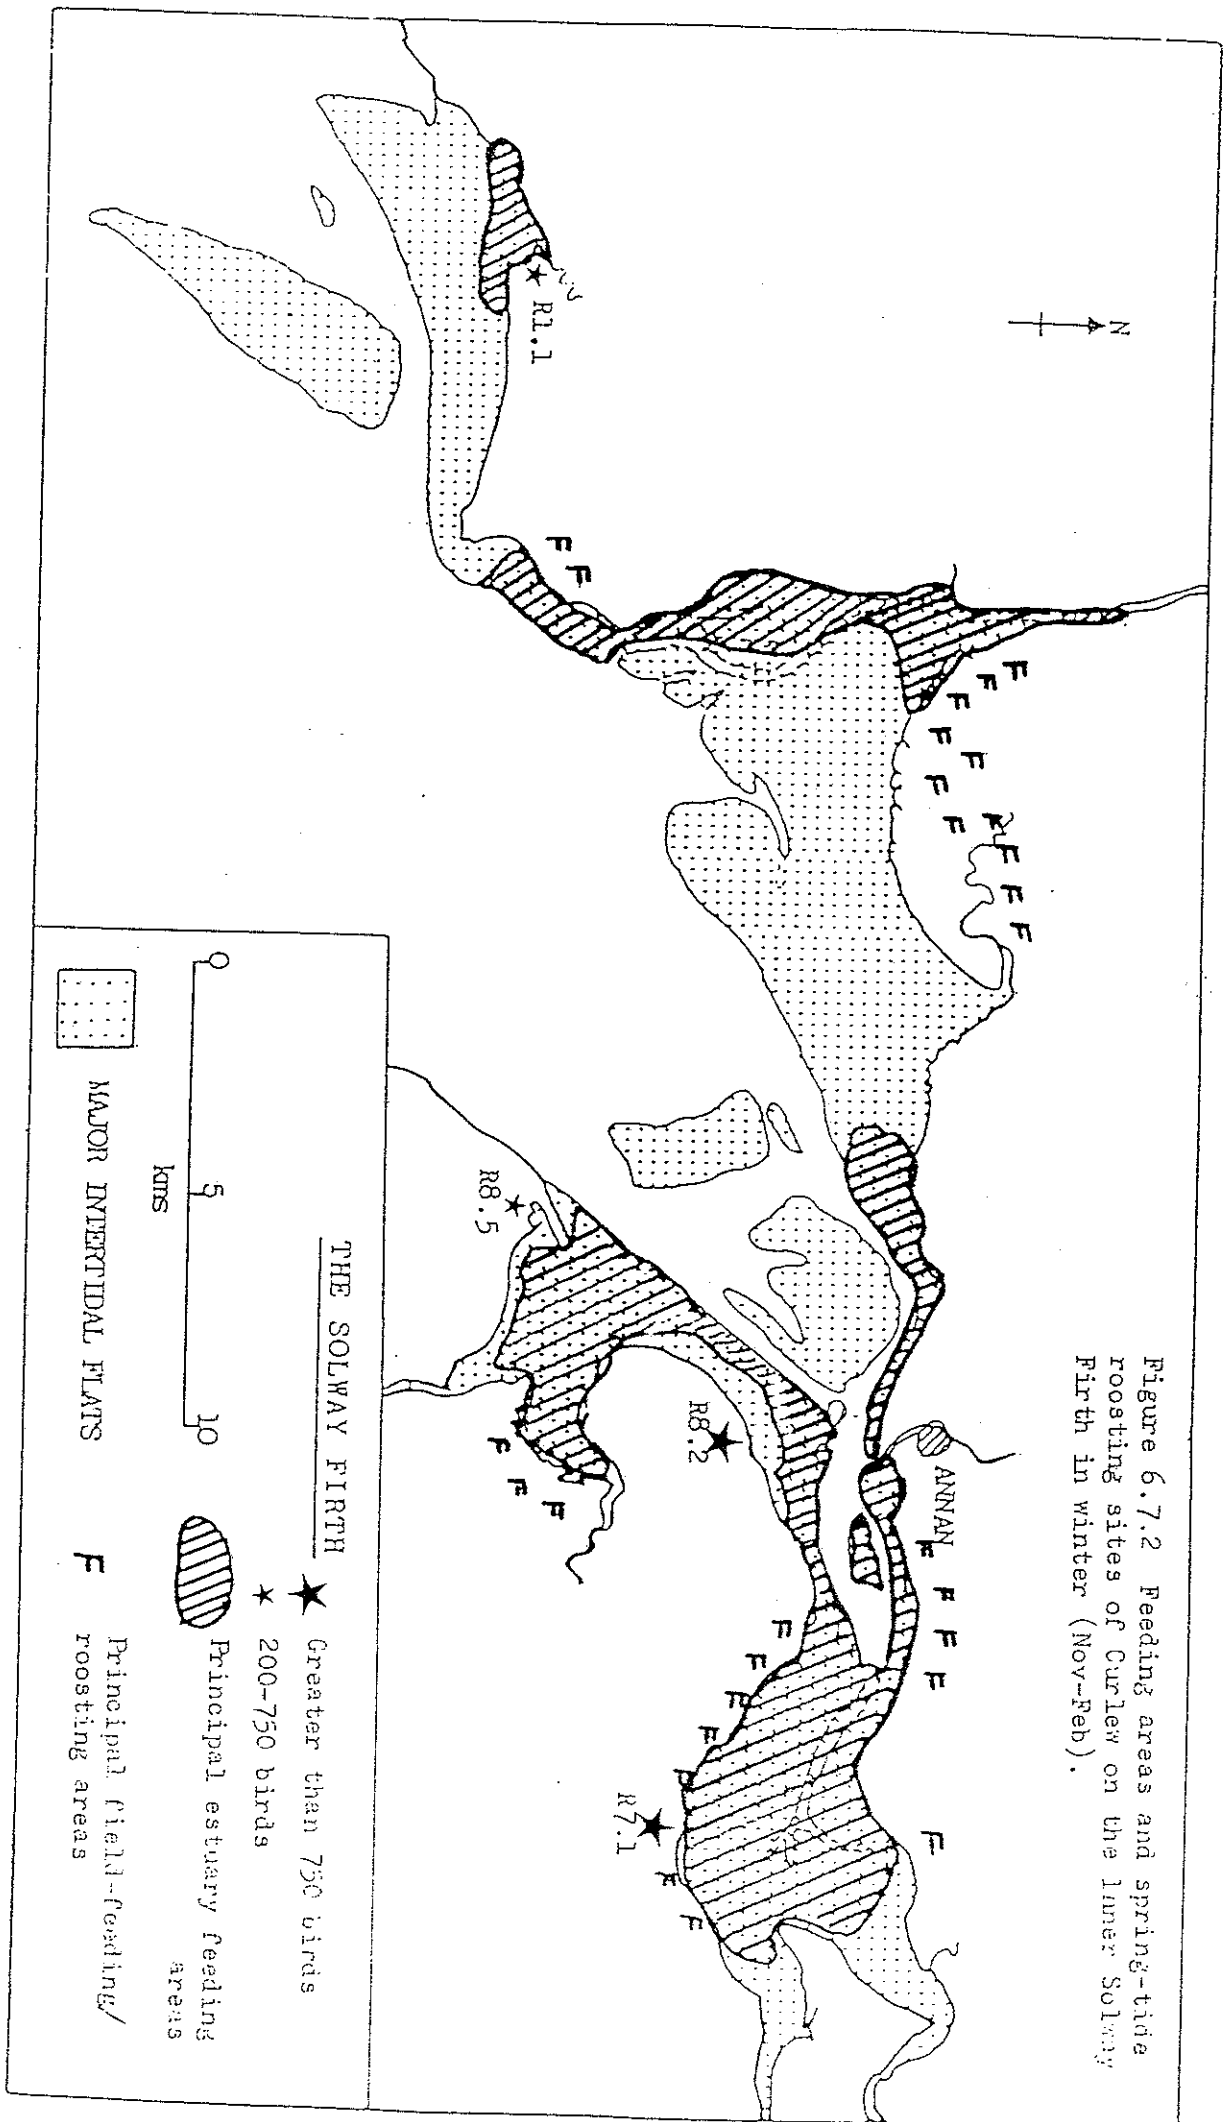 Figure 6.7.2 Feeding areas and spring-tide
roosting sites of Curlew on the Inner Solway
Firth in winter (Nov-Feb).
N
R1.1
F
F
F
F
F
F
F
F
F
F
F
F
F
ANNAN
F
F
F
F
F
R8.2
R8.5
F
F
F
F
F
F
F
F
R7.1
F
F
THE SOLWAY FIRTH
0
5
10
kms
MAJOR INTERTIDAL FLATS
Greater than 750 birds
200-750 birds
Principal estuary feeding
areas
F
Principal field-feeding/
roosting areas